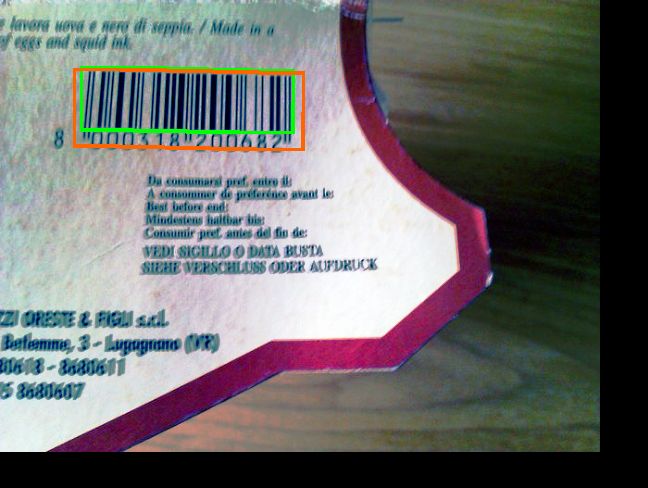 e lavora uova e nero di seppia. / Made in a
of eggs and squid ink.
8 "000318"200682"
Da consumarsi pref. entro il:
A consommer de préférence avant le:
Best before end:
Mindestens haltbar bis:
Consumir pref. antes del fin de:
VEDI SIGILLO O DATA BUSTA
SIEHE VERSCHLUSS ODER AUFDRUCK
ZZI ORESTE & FIGLI s.r.l.
Betlemme, 3 - Lugagnano (VR)
80618 - 8680611
8680607